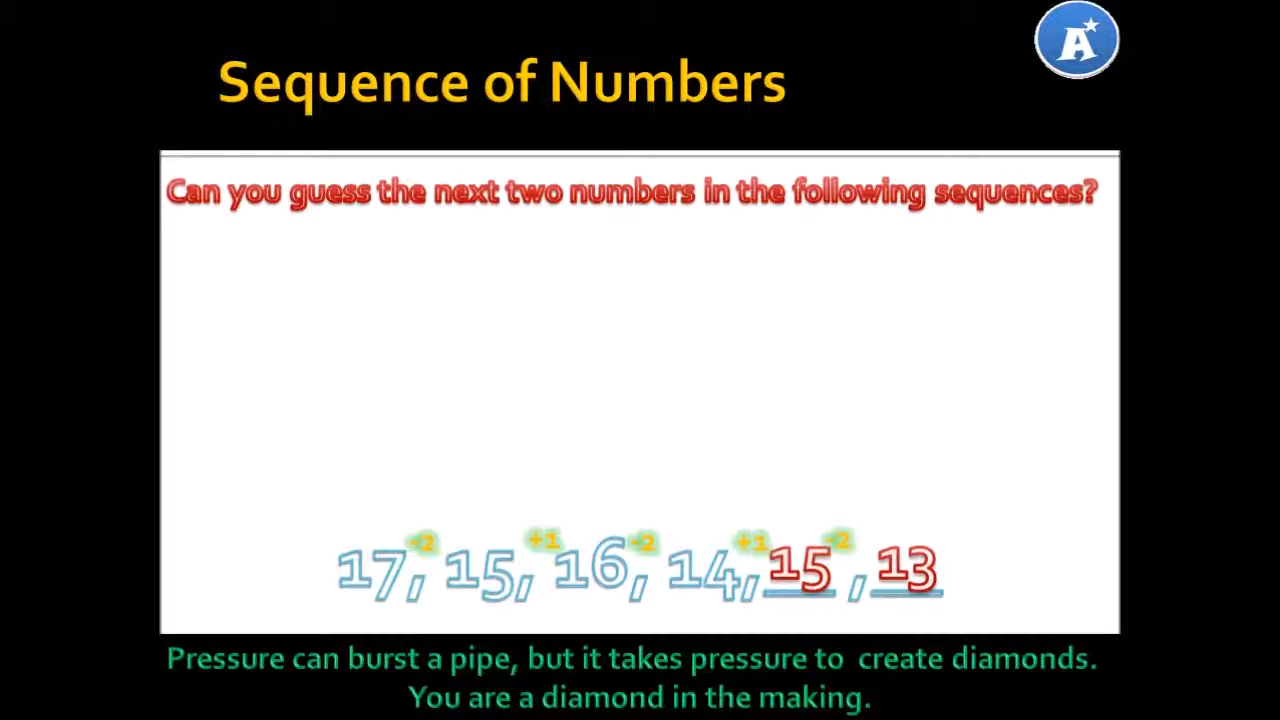 A
Sequence of Numbers
Can you guess the next two numbers in the following sequences?
-2 +1 -2 +1 -2
17, 15, 16, 14, 15, 13
Pressure can burst a pipe, but it takes pressure to create diamonds.
You are a diamond in the making.